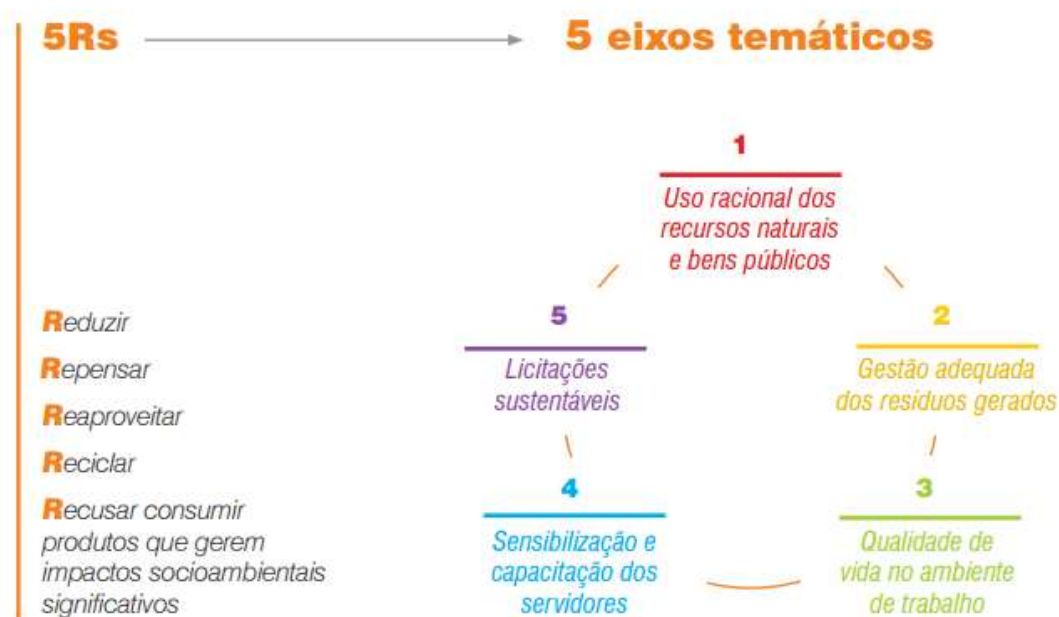 5Rs
5 eixos temáticos
Reduzir
Repensar
Reaproveitar
Reciclar
Recusar consumir
produtos que gerem
impactos socioambientais
significativos
1
Uso racional dos
recursos naturais
e bens públicos
2
Gestão adequada
dos resíduos gerados
3
Qualidade de
vida no ambiente
de trabalho
4
Sensibilização e
capacitação dos
servidores
5
Licitações
sustentáveis